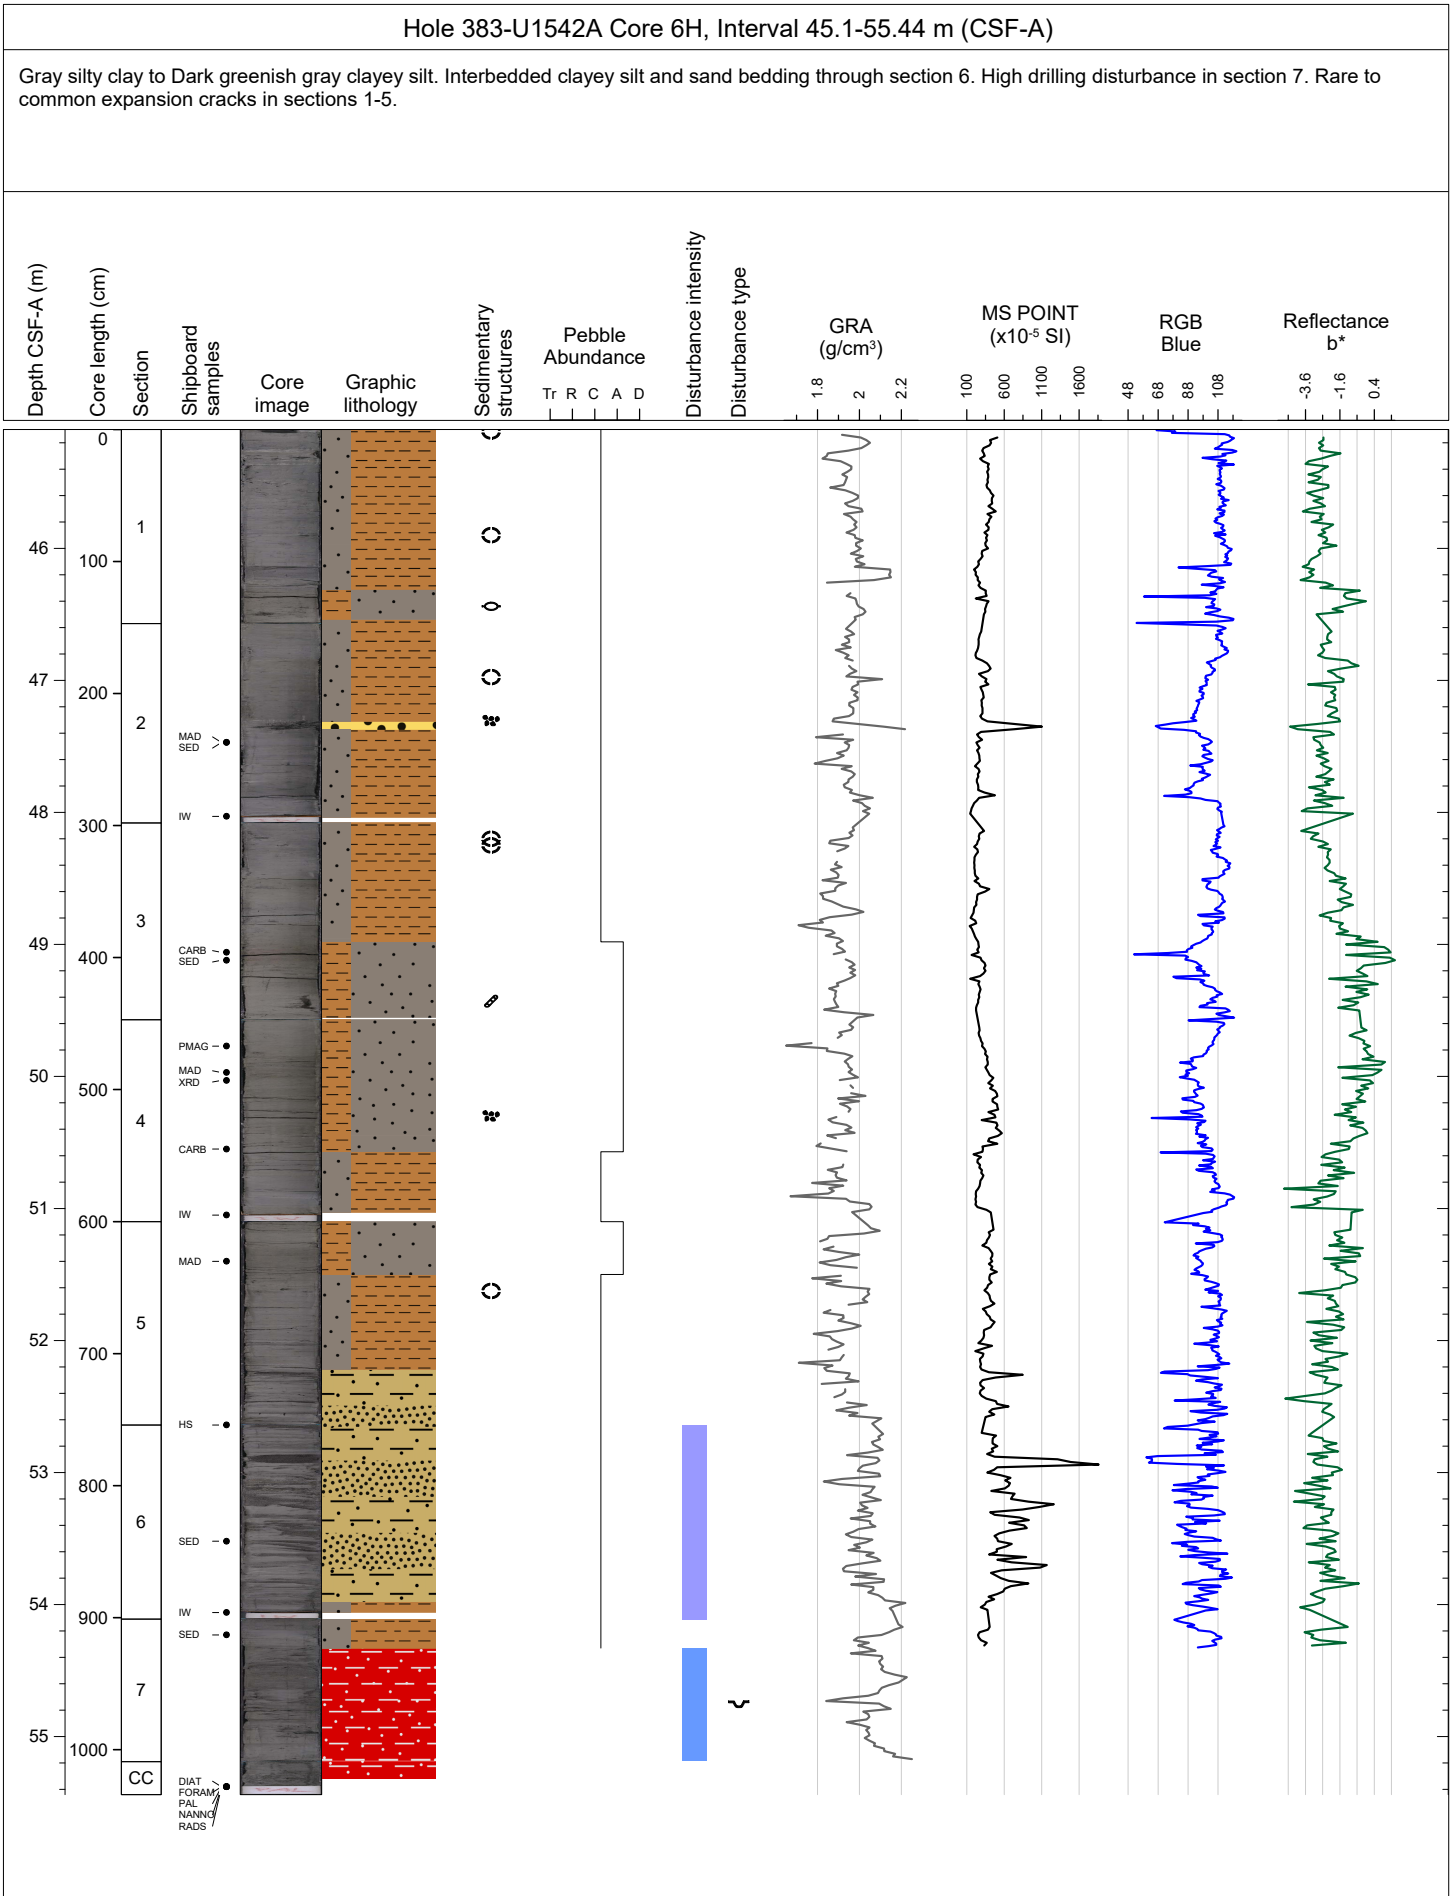 Hole 383-U1542A Core 6H, Interval 45.1-55.44 m (CSF-A)
Gray silty clay to Dark greenish gray clayey silt. Interbedded clayey silt and sand bedding through section 6. High drilling disturbance in section 7. Rare to
common expansion cracks in sections 1-5.
Depth CSF-A (m)
Core length (cm)
Section
Shipboard
samples
Core
image
Graphic
lithology
Sedimentary
structures
Pebble
Abundance
Tr R C A D
Disturbance intensity
Disturbance type
GRA
(g/cm³)
1.8 2 2.2
MS POINT
(x10⁻⁵ SI)
100 600 1100 1600
RGB
Blue
48 68 88 108
Reflectance
b*
-3.6 -1.6 0.4
0
1
46
100
47
200
2
MAD
SED
48
IW
300
3
49
CARB
SED
400
PMAG
50
MAD
XRD
500
4
CARB
51
IW
600
MAD
5
52
700
HS
53
800
6
SED
54
IW
900
SED
7
55
1000
CC
DIAT
FORAM
PAL
NANNO
RADS